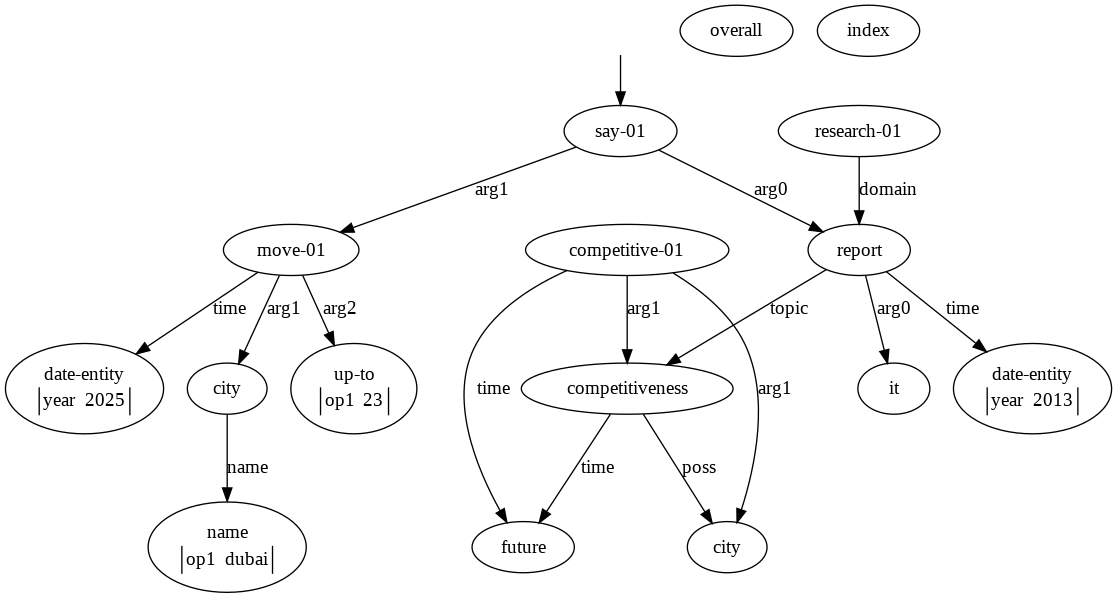 overall
index
say-01
research-01
arg1
arg0
domain
move-01
competitive-01
report
time
arg1
arg2
arg1
topic
arg0
time
date-entity
year 2025
city
up-to
op1 23
time
competitiveness
arg1
it
date-entity
year 2013
name
time
poss
name
op1 dubai
future
city